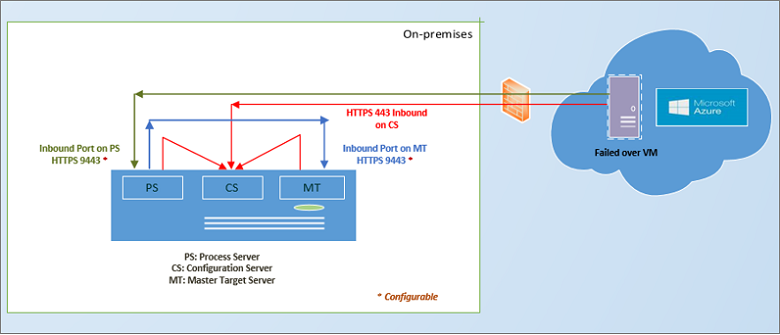 On-premises
HTTPS 443 Inbound
on CS
Inbound Port on PS
HTTPS 9443 *
Inbound Port on MT
HTTPS 9443 *
PS
CS
MT
PS: Process Server
CS: Configuration Server
MT: Master Target Server
* Configurable
Microsoft
Azure
Failed over VM